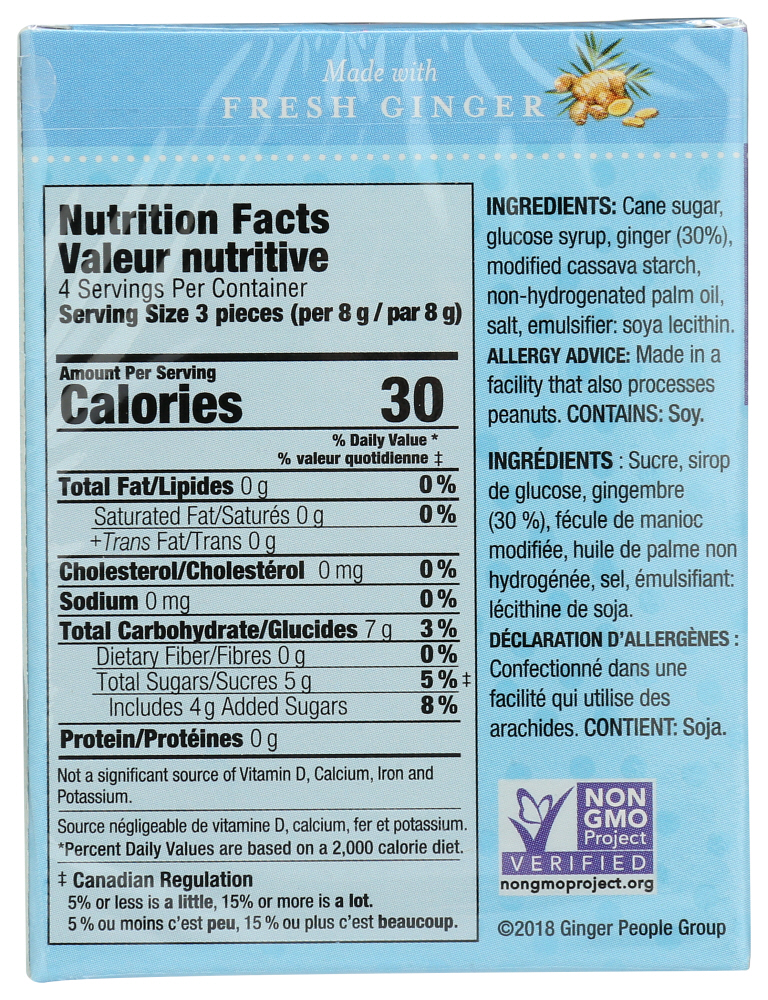 Made with
FRESH GINGER
Nutrition Facts
Valeur nutritive
4 Servings Per Container
Serving Size 3 pieces (per 8 g / par 8 g)
Amount Per Serving
Calories 30
% Daily Value *
% valeur quotidienne ‡
Total Fat/Lipides 0 g 0 %
Saturated Fat/Saturés 0 g 0 %
+Trans Fat/Trans 0 g
Cholesterol/Cholestérol 0 mg 0 %
Sodium 0 mg 0 %
Total Carbohydrate/Glucides 7 g 3 %
Dietary Fiber/Fibres 0 g 0 %
Total Sugars/Sucres 5 g 5 % ‡
Includes 4 g Added Sugars 8 %
Protein/Protéines 0 g
Not a significant source of Vitamin D, Calcium, Iron and
Potassium.
Source négligeable de vitamine D, calcium, fer et potassium.
*Percent Daily Values are based on a 2,000 calorie diet.
‡ Canadian Regulation
5% or less is a little, 15% or more is a lot.
5 % ou moins c'est peu, 15 % ou plus c'est beaucoup.
INGREDIENTS: Cane sugar,
glucose syrup, ginger (30%),
modified cassava starch,
non-hydrogenated palm oil,
salt, emulsifier: soya lecithin.
ALLERGY ADVICE: Made in a
facility that also processes
peanuts. CONTAINS: Soy.
INGRÉDIENTS : Sucre, sirop
de glucose, gingembre
(30 %), fécule de manioc
modifiée, huile de palme non
hydrogénée, sel, émulsifiant:
lécithine de soja.
DÉCLARATION D'ALLERGÈNES :
Confectionné dans une
facilité qui utilise des
arachides. CONTIENT: Soja.
NON
GMO
Project
VERIFIED
nongmoproject.org
©2018 Ginger People Group